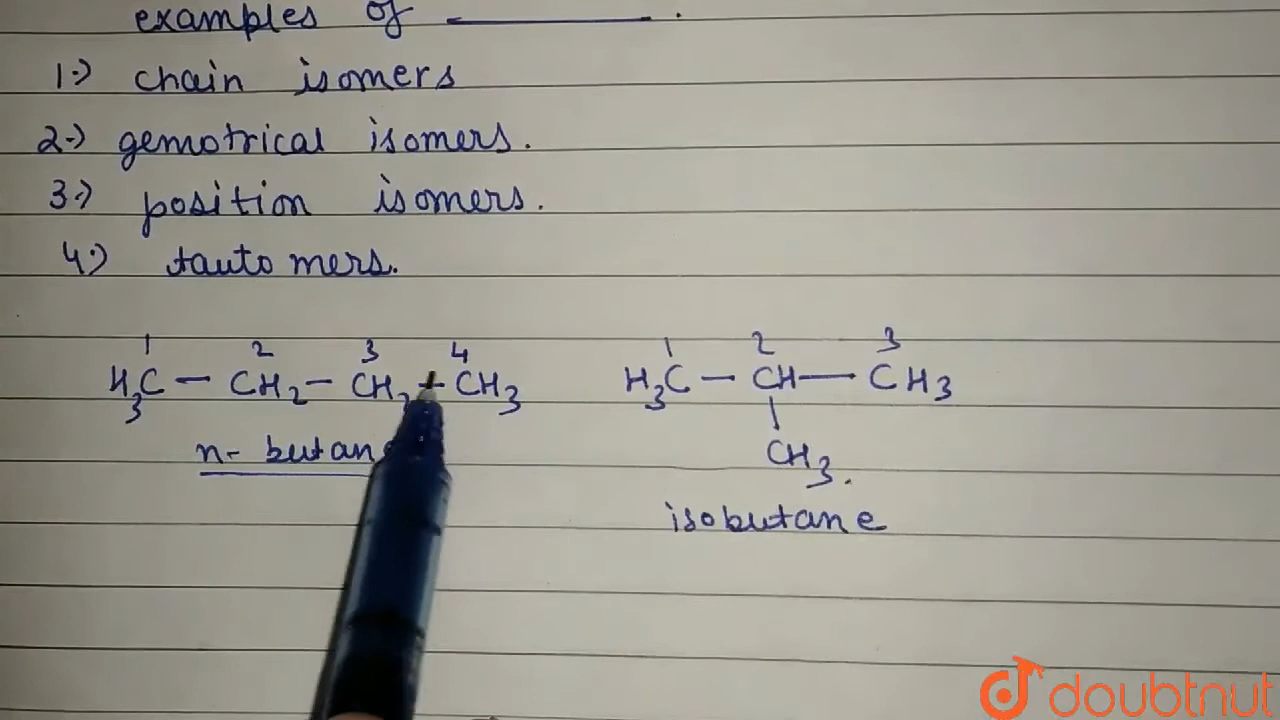 examples of ________.
1.) chain isomers
2.) gemotrical isomers.
3.) position isomers.
4.) tautomers.
1 2 3 4
H3C - CH2 - CH2 - CH3
n- butane
1 2 3
H3C - CH - CH3
|
CH3.
isobutane
doubtnut